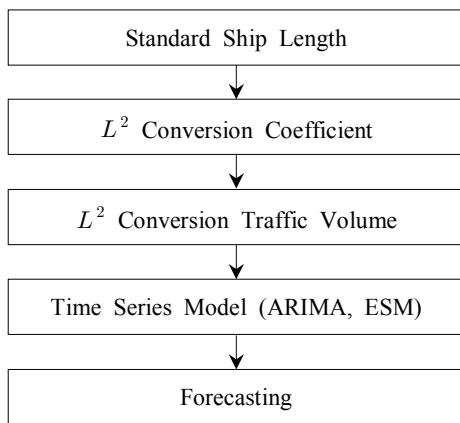 Standard Ship Length
L² Conversion Coefficient
L² Conversion Traffic Volume
Time Series Model (ARIMA, ESM)
Forecasting